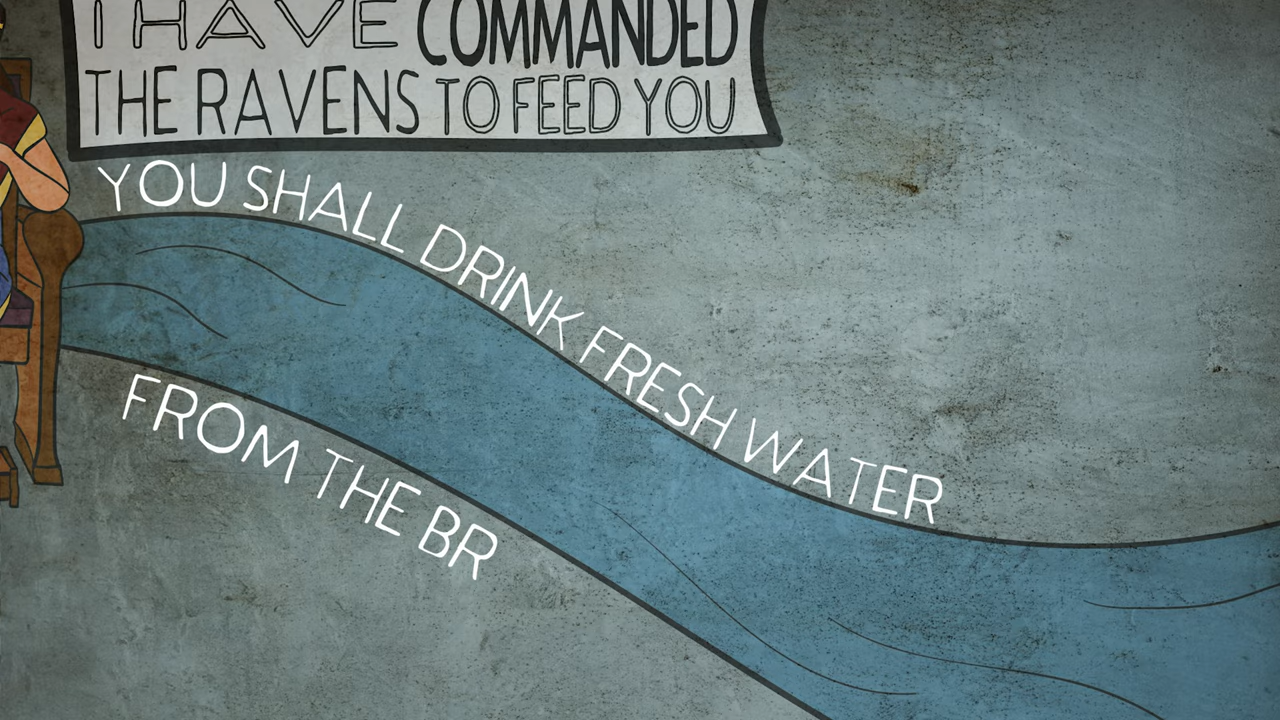 I HAVE COMMANDED
THE RAVENS TO FEED YOU
YOU SHALL DRINK FRESH WATER
FROM THE BR